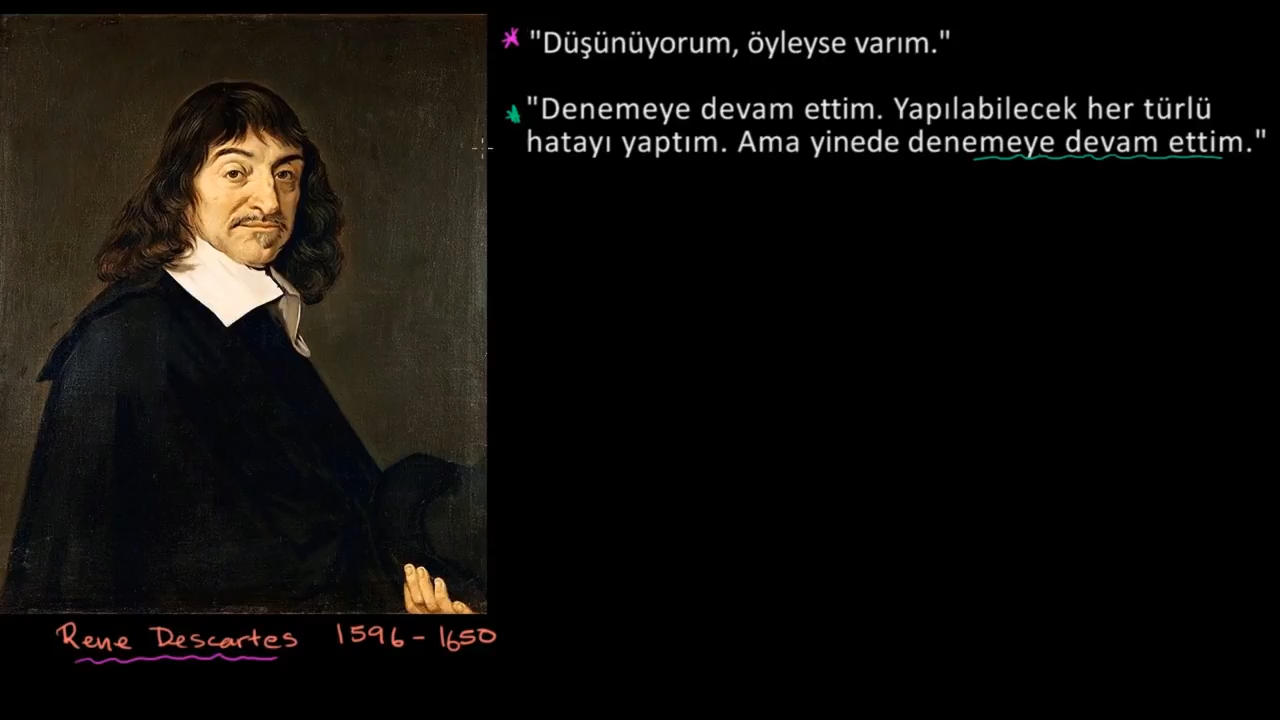 "Düşünüyorum, öyleyse varım."
"Denemeye devam ettim. Yapılabilecek her türlü
hatayı yaptım. Ama yinede denemeye devam ettim."
Rene Descartes 1596 - 1650